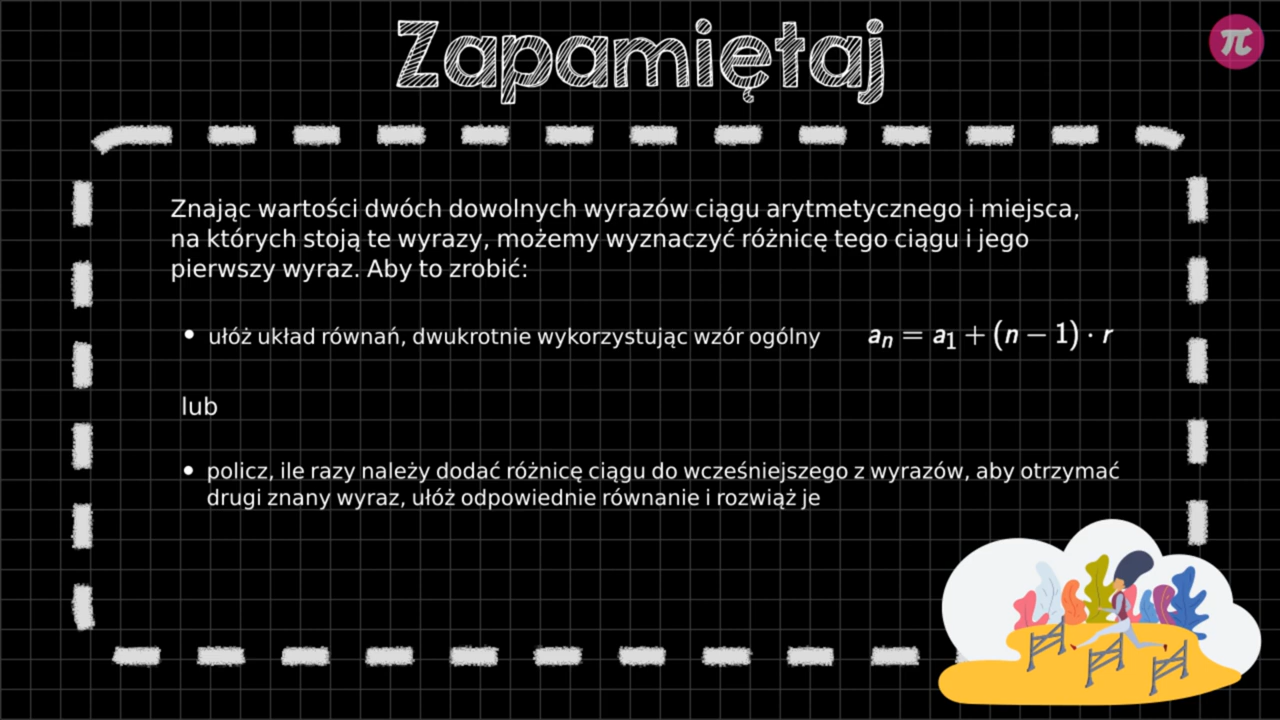 Zapamiętaj
π
Znając wartości dwóch dowolnych wyrazów ciągu arytmetycznego i miejsca,
na których stoją te wyrazy, możemy wyznaczyć różnicę tego ciągu i jego
pierwszy wyraz. Aby to zrobić:
• ułóż układ równań, dwukrotnie wykorzystując wzór ogólny aₙ = a₁ + (n − 1) · r
lub
• policz, ile razy należy dodać różnicę ciągu do wcześniejszego z wyrazów, aby otrzymać
drugi znany wyraz, ułóż odpowiednie równanie i rozwiąż je